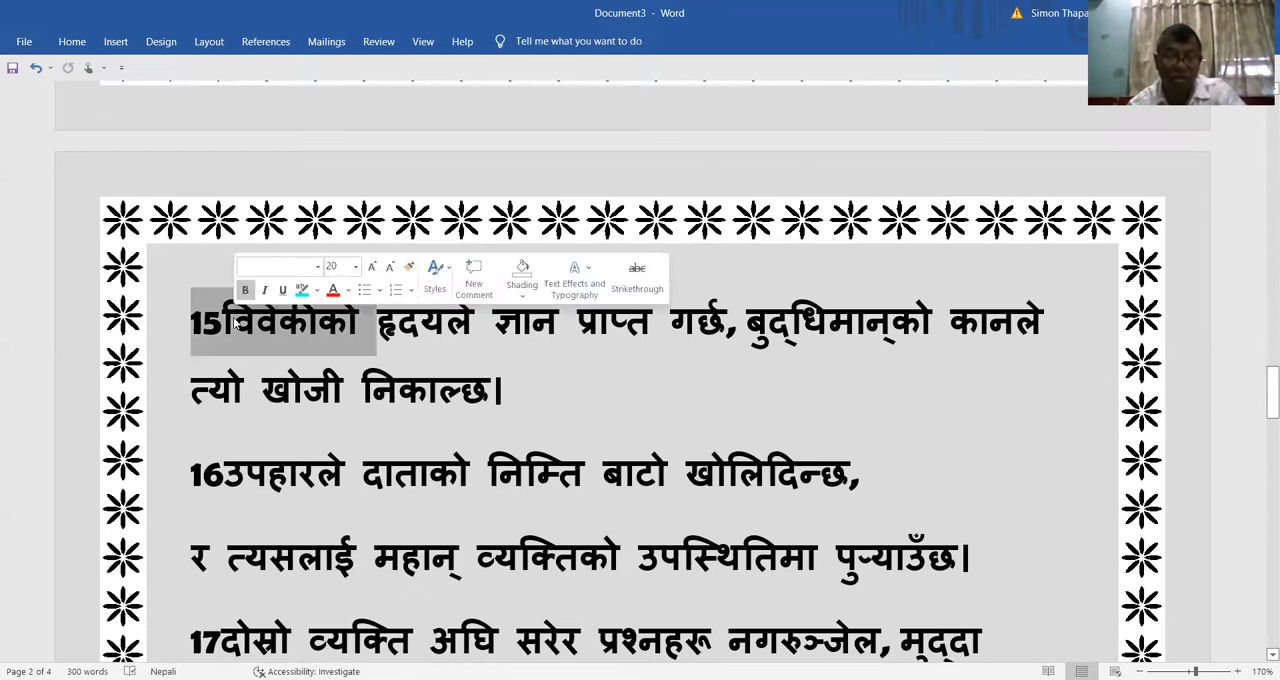 Document3 - Word
Simon Thapa
File Home Insert Design Layout References Mailings Review View Help Tell me what you want to do
20
Styles New Comment Shading Text Effects and Typography Strikethrough
15विवेकीको हृदयले ज्ञान प्राप्त गर्छ, बुद्धिमान्‌को कानले
त्यो खोजी निकाल्छ।
16उपहारले दाताको निम्ति बाटो खोलिदिन्छ,
र त्यसलाई महान् व्यक्तिको उपस्थितिमा पुऱ्याउँछ।
17दोस्रो व्यक्ति अघि सरेर प्रश्नहरू नगरुञ्जेल, मुद्दा
Page 2 of 4 300 words Nepali Accessibility: Investigate 170%